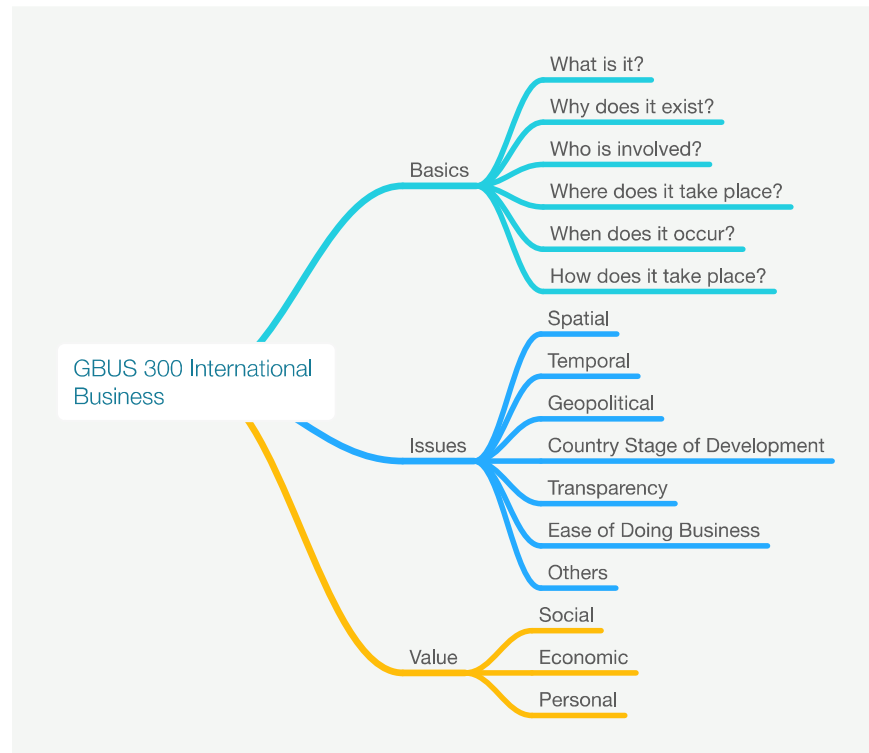 GBUS 300 International
Business
Basics
What is it?
Why does it exist?
Who is involved?
Where does it take place?
When does it occur?
How does it take place?
Issues
Spatial
Temporal
Geopolitical
Country Stage of Development
Transparency
Ease of Doing Business
Others
Value
Social
Economic
Personal